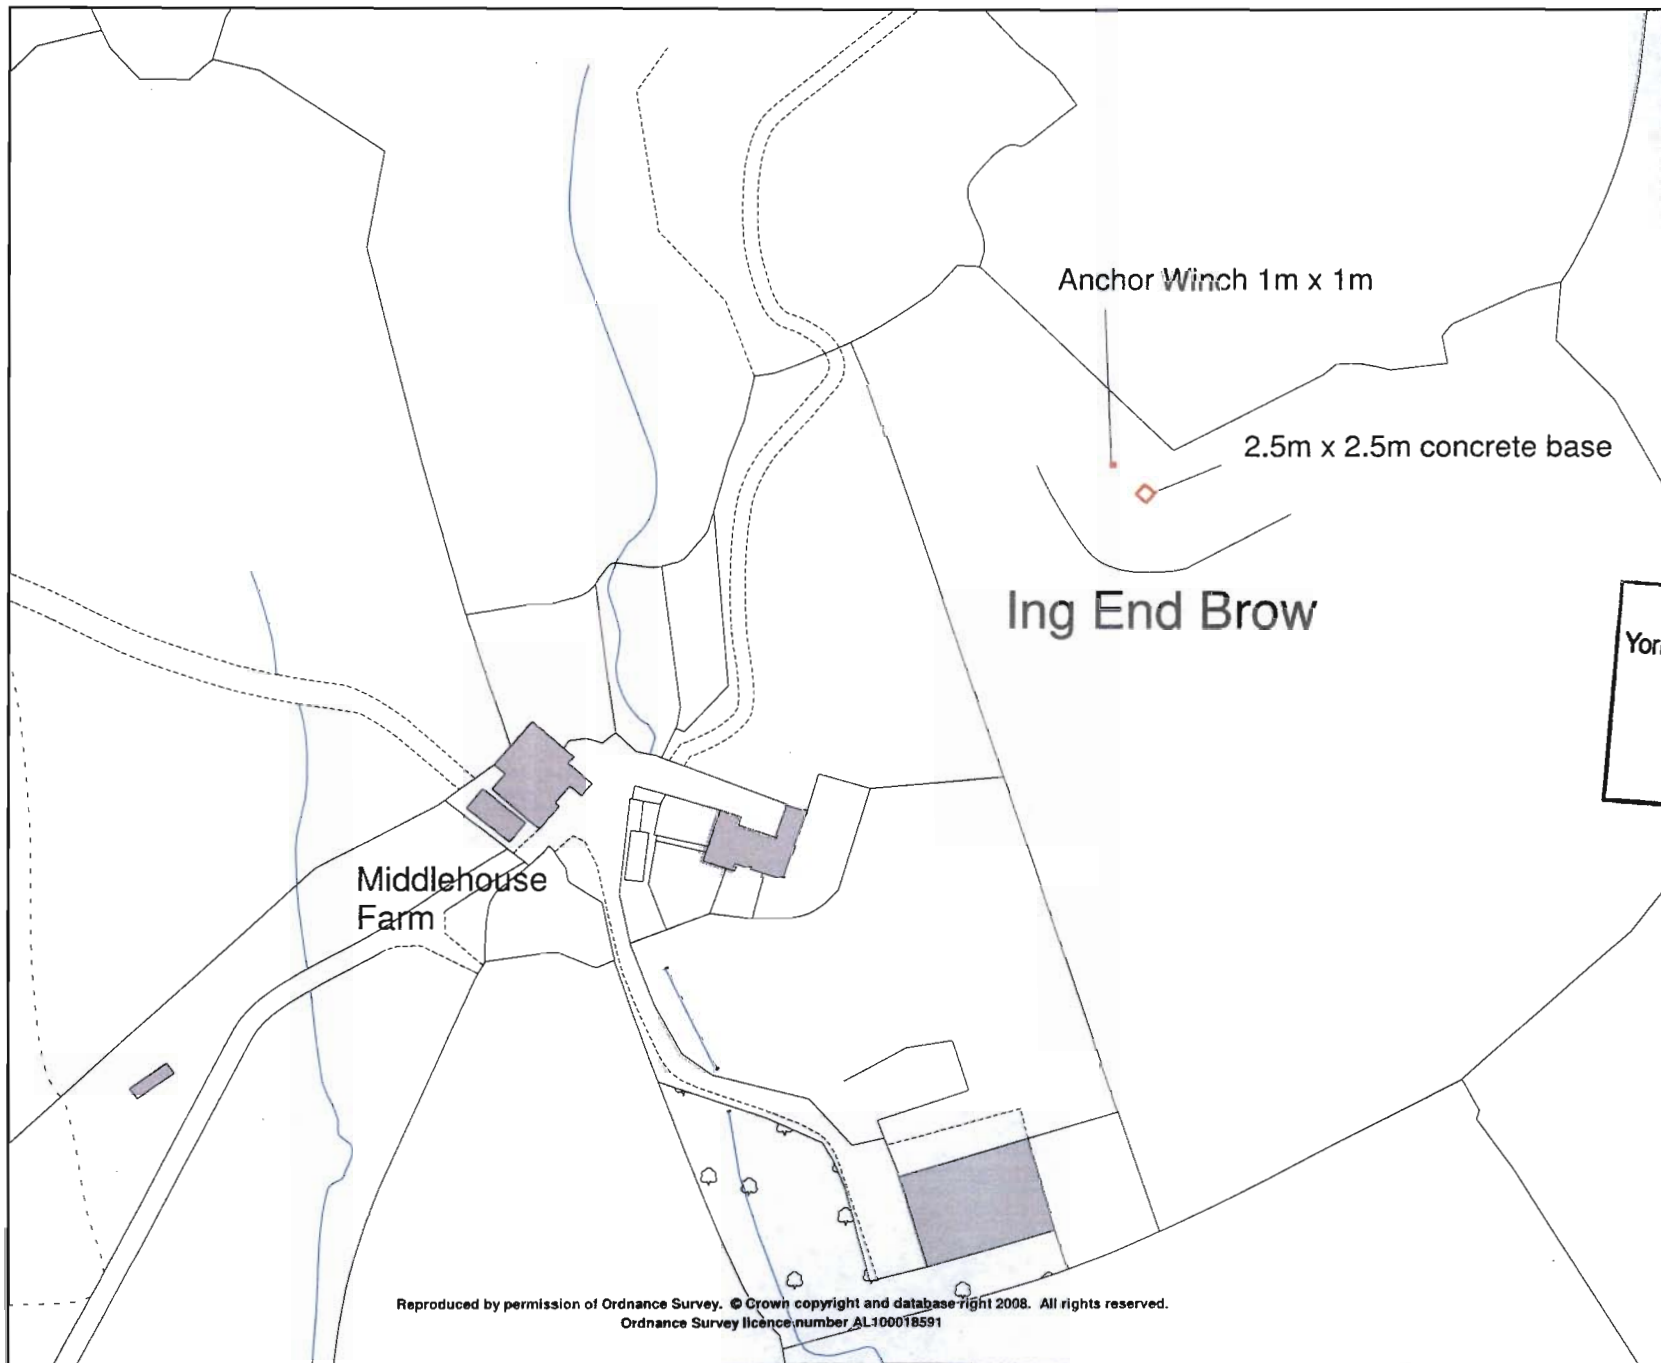 Anchor Winch 1m x 1m
2.5m x 2.5m concrete base
Ing End Brow
Middlehouse
Farm
Reproduced by permission of Ordnance Survey. © Crown copyright and database right 2008. All rights reserved.
Ordnance Survey licence number AL100018591